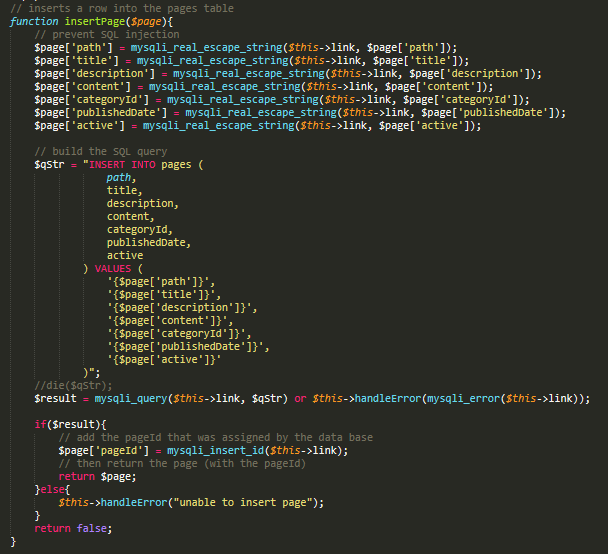 // inserts a row into the pages table
function insertPage($page){
// prevent SQL injection
$page['path'] = mysqli_real_escape_string($this->link, $page['path']);
$page['title'] = mysqli_real_escape_string($this->link, $page['title']);
$page['description'] = mysqli_real_escape_string($this->link, $page['description']);
$page['content'] = mysqli_real_escape_string($this->link, $page['content']);
$page['categoryId'] = mysqli_real_escape_string($this->link, $page['categoryId']);
$page['publishedDate'] = mysqli_real_escape_string($this->link, $page['publishedDate']);
$page['active'] = mysqli_real_escape_string($this->link, $page['active']);
// build the SQL query
$qStr = "INSERT INTO pages (
path,
title,
description,
content,
categoryId,
publishedDate,
active
) VALUES (
'{$page['path']}',
'{$page['title']}',
'{$page['description']}',
'{$page['content']}',
'{$page['categoryId']}',
'{$page['publishedDate']}',
'{$page['active']}'
)";
//die($qStr);
$result = mysqli_query($this->link, $qStr) or $this->handleError(mysqli_error($this->link));
if($result){
// add the pageId that was assigned by the data base
$page['pageId'] = mysqli_insert_id($this->link);
// then return the page (with the pageId)
return $page;
}else{
$this->handleError("unable to insert page");
}
return false;
}